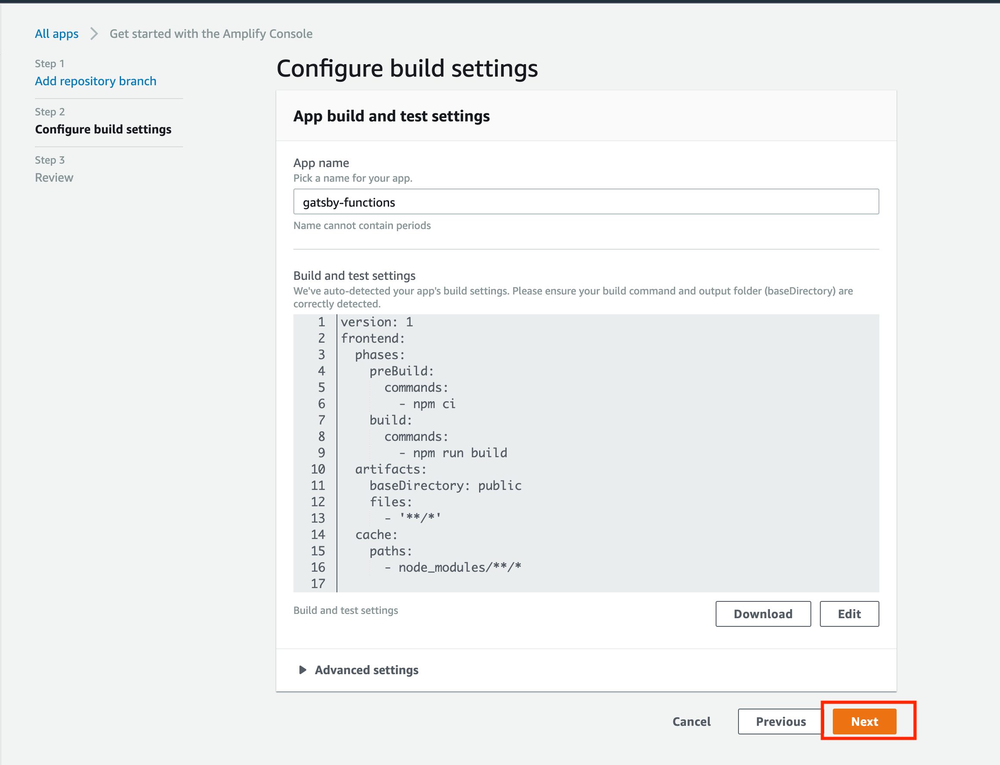 All apps
Get started with the Amplify Console
Step 1
Add repository branch
Step 2
Configure build settings
Step 3
Review
Configure build settings
App build and test settings
App name
Pick a name for your app.
gatsby-functions
Name cannot contain periods
Build and test settings
We've auto-detected your app's build settings. Please ensure your build command and output folder (baseDirectory) are
correctly detected.
1 version: 1
2 frontend:
3   phases:
4     preBuild:
5       commands:
6         - npm ci
7     build:
8       commands:
9         - npm run build
10   artifacts:
11     baseDirectory: public
12     files:
13       - '**/*'
14   cache:
15     paths:
16       - node_modules/**/*
17
Build and test settings
Download
Edit
Advanced settings
Cancel
Previous
Next